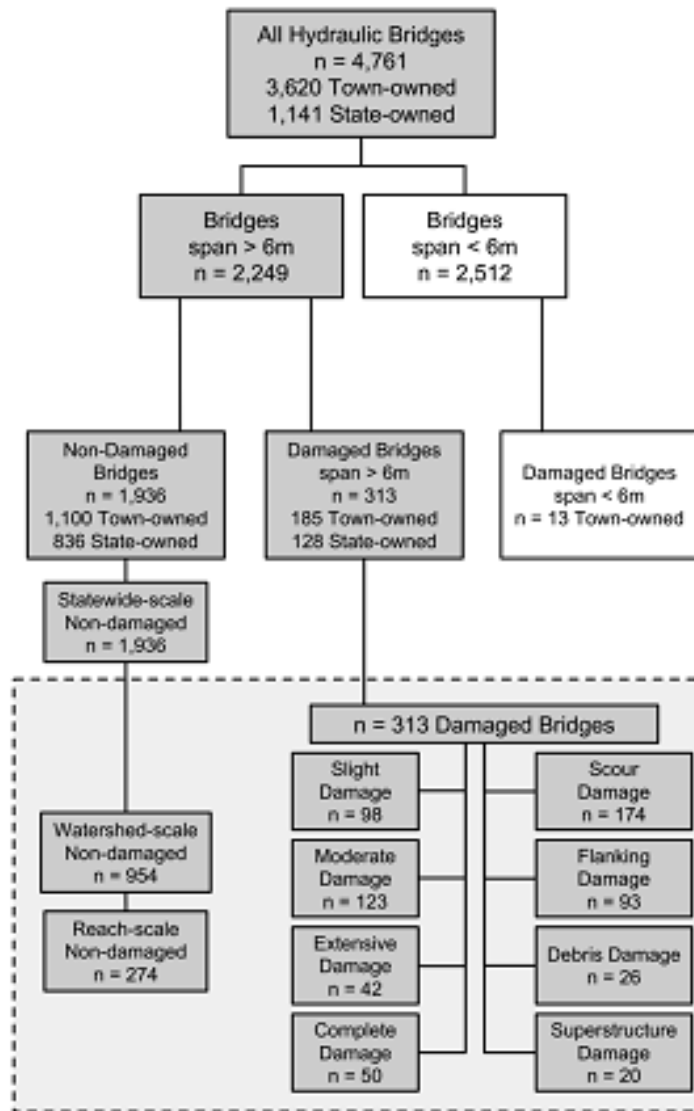 All Hydraulic Bridges
n = 4,761
3,620 Town-owned
1,141 State-owned
Bridges
span > 6m
n = 2,249
Bridges
span < 6m
n = 2,512
Non-Damaged
Bridges
n = 1,936
1,100 Town-owned
836 State-owned
Damaged Bridges
span > 6m
n = 313
185 Town-owned
128 State-owned
Damaged Bridges
span < 6m
n = 13 Town-owned
Statewide-scale
Non-damaged
n = 1,936
n = 313 Damaged Bridges
Slight
Damage
n = 98
Scour
Damage
n = 174
Watershed-scale
Non-damaged
n = 954
Moderate
Damage
n = 123
Flanking
Damage
n = 93
Reach-scale
Non-damaged
n = 274
Extensive
Damage
n = 42
Debris Damage
n = 26
Complete
Damage
n = 50
Superstructure
Damage
n = 20